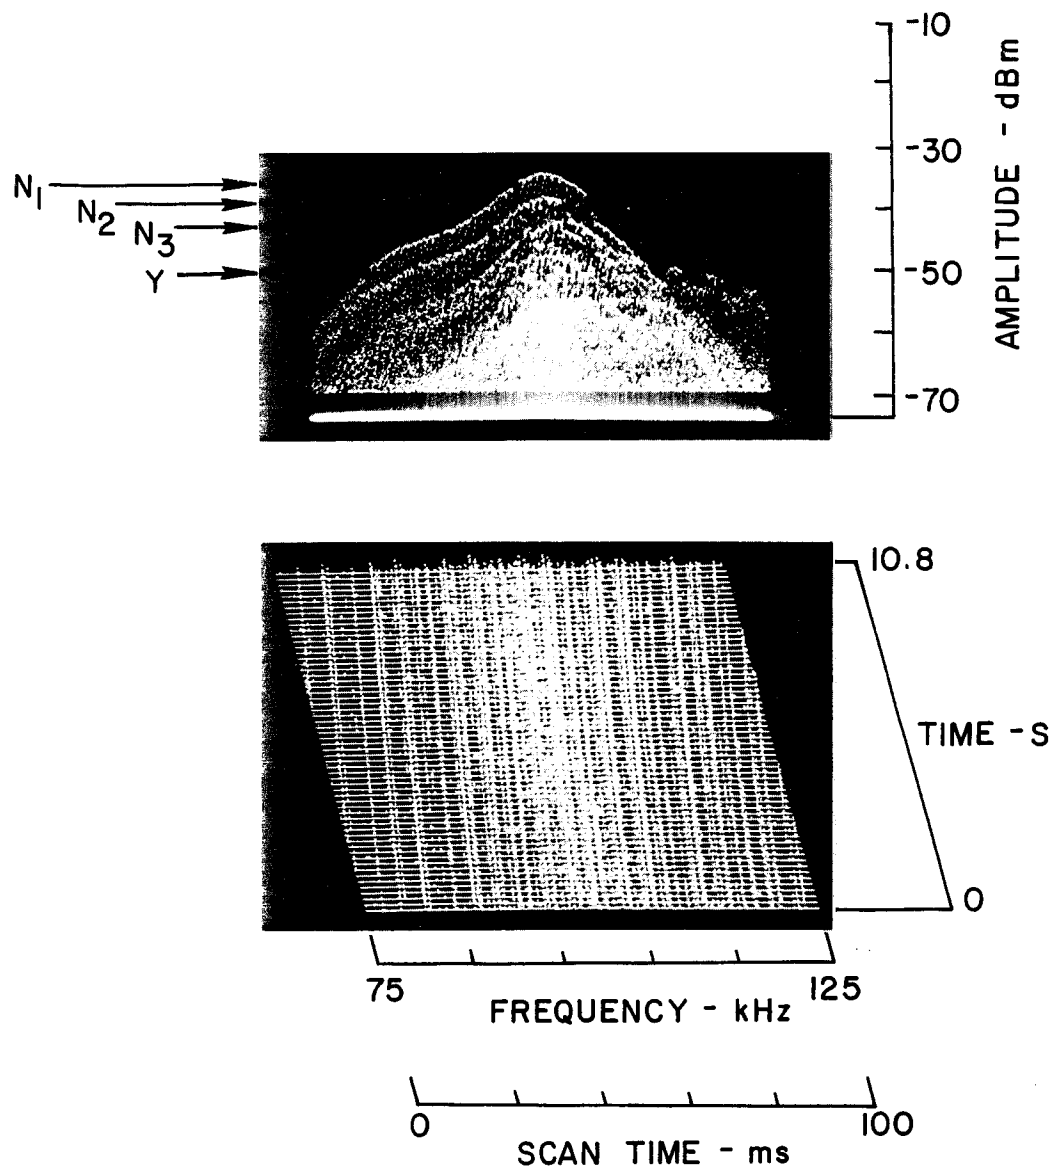 -10
AMPLITUDE - dBm
-30
-50
-70
N1
N2
N3
Y
10.8
TIME - S
0
75
125
FREQUENCY - kHz
0
100
SCAN TIME - ms